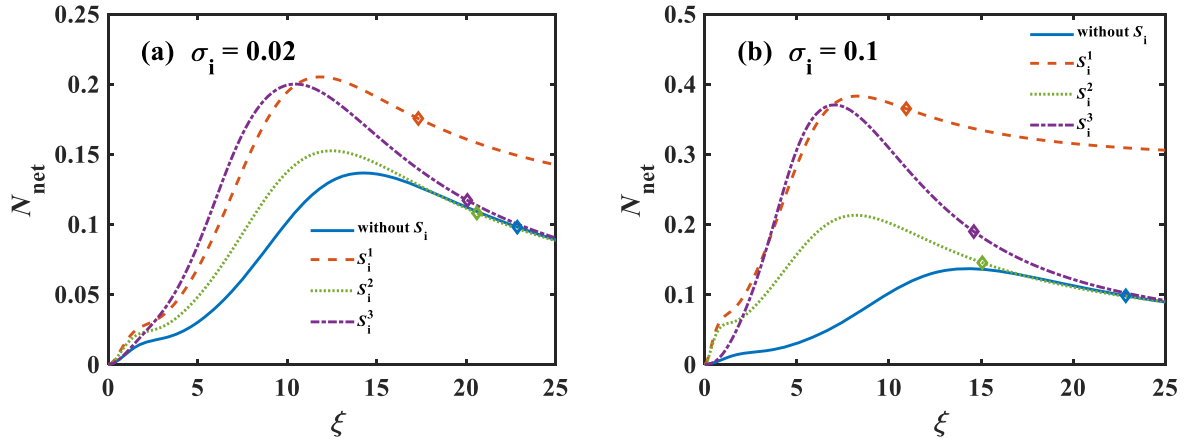 (a) σi = 0.02
Nnet
0.25
0.2
0.15
0.1
0.05
0
0 5 10 15 20 25
ξ
without Si
Si1
Si2
Si3
(b) σi = 0.1
Nnet
0.5
0.4
0.3
0.2
0.1
0
0 5 10 15 20 25
ξ
without Si
Si1
Si2
Si3